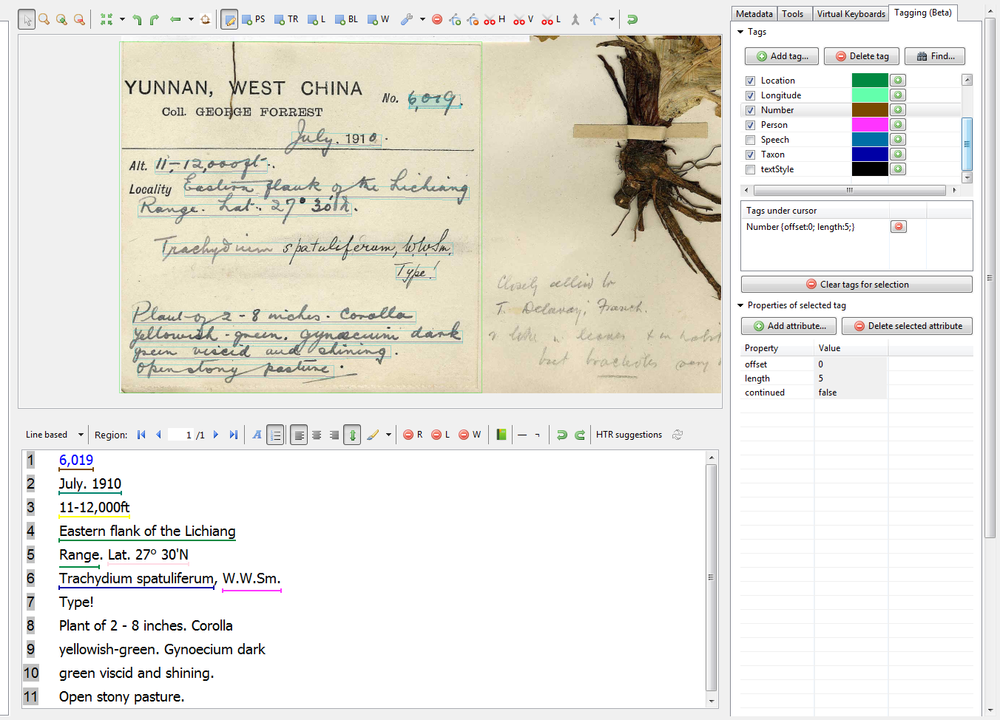 PS TR L BL W H V L
Metadata Tools Virtual Keyboards Tagging (Beta)
Tags
Add tag... Delete tag Find...
Location
Longitude
Number
Person
Speech
Taxon
textStyle
Tags under cursor
Number {offset:0; length:5;}
Clear tags for selection
Properties of selected tag
Add attribute... Delete selected attribute
Property Value
offset 0
length 5
continued false
YUNNAN, WEST CHINA
No. 6,019.
Coll. GEORGE FORREST
July. 1910.
Alt. 11-12,000ft.
Locality Eastern flank of the Lichiang
Range. Lat. 27° 30'N.
Trachydium spatuliferum, W.W.Sm.
Type!
Plant of 2 - 8 inches. Corolla
yellowish-green. Gynoecium dark
green viscid and shining.
Open stony pasture.
Closely allied to
T. Delavayi Franch.
leaves & in habit
but bracteoles very
Line based Region: 1 /1 A R L W HTR suggestions
1 6,019
2 July. 1910
3 11-12,000ft
4 Eastern flank of the Lichiang
5 Range. Lat. 27° 30'N
6 Trachydium spatuliferum, W.W.Sm.
7 Type!
8 Plant of 2 - 8 inches. Corolla
9 yellowish-green. Gynoecium dark
10 green viscid and shining.
11 Open stony pasture.